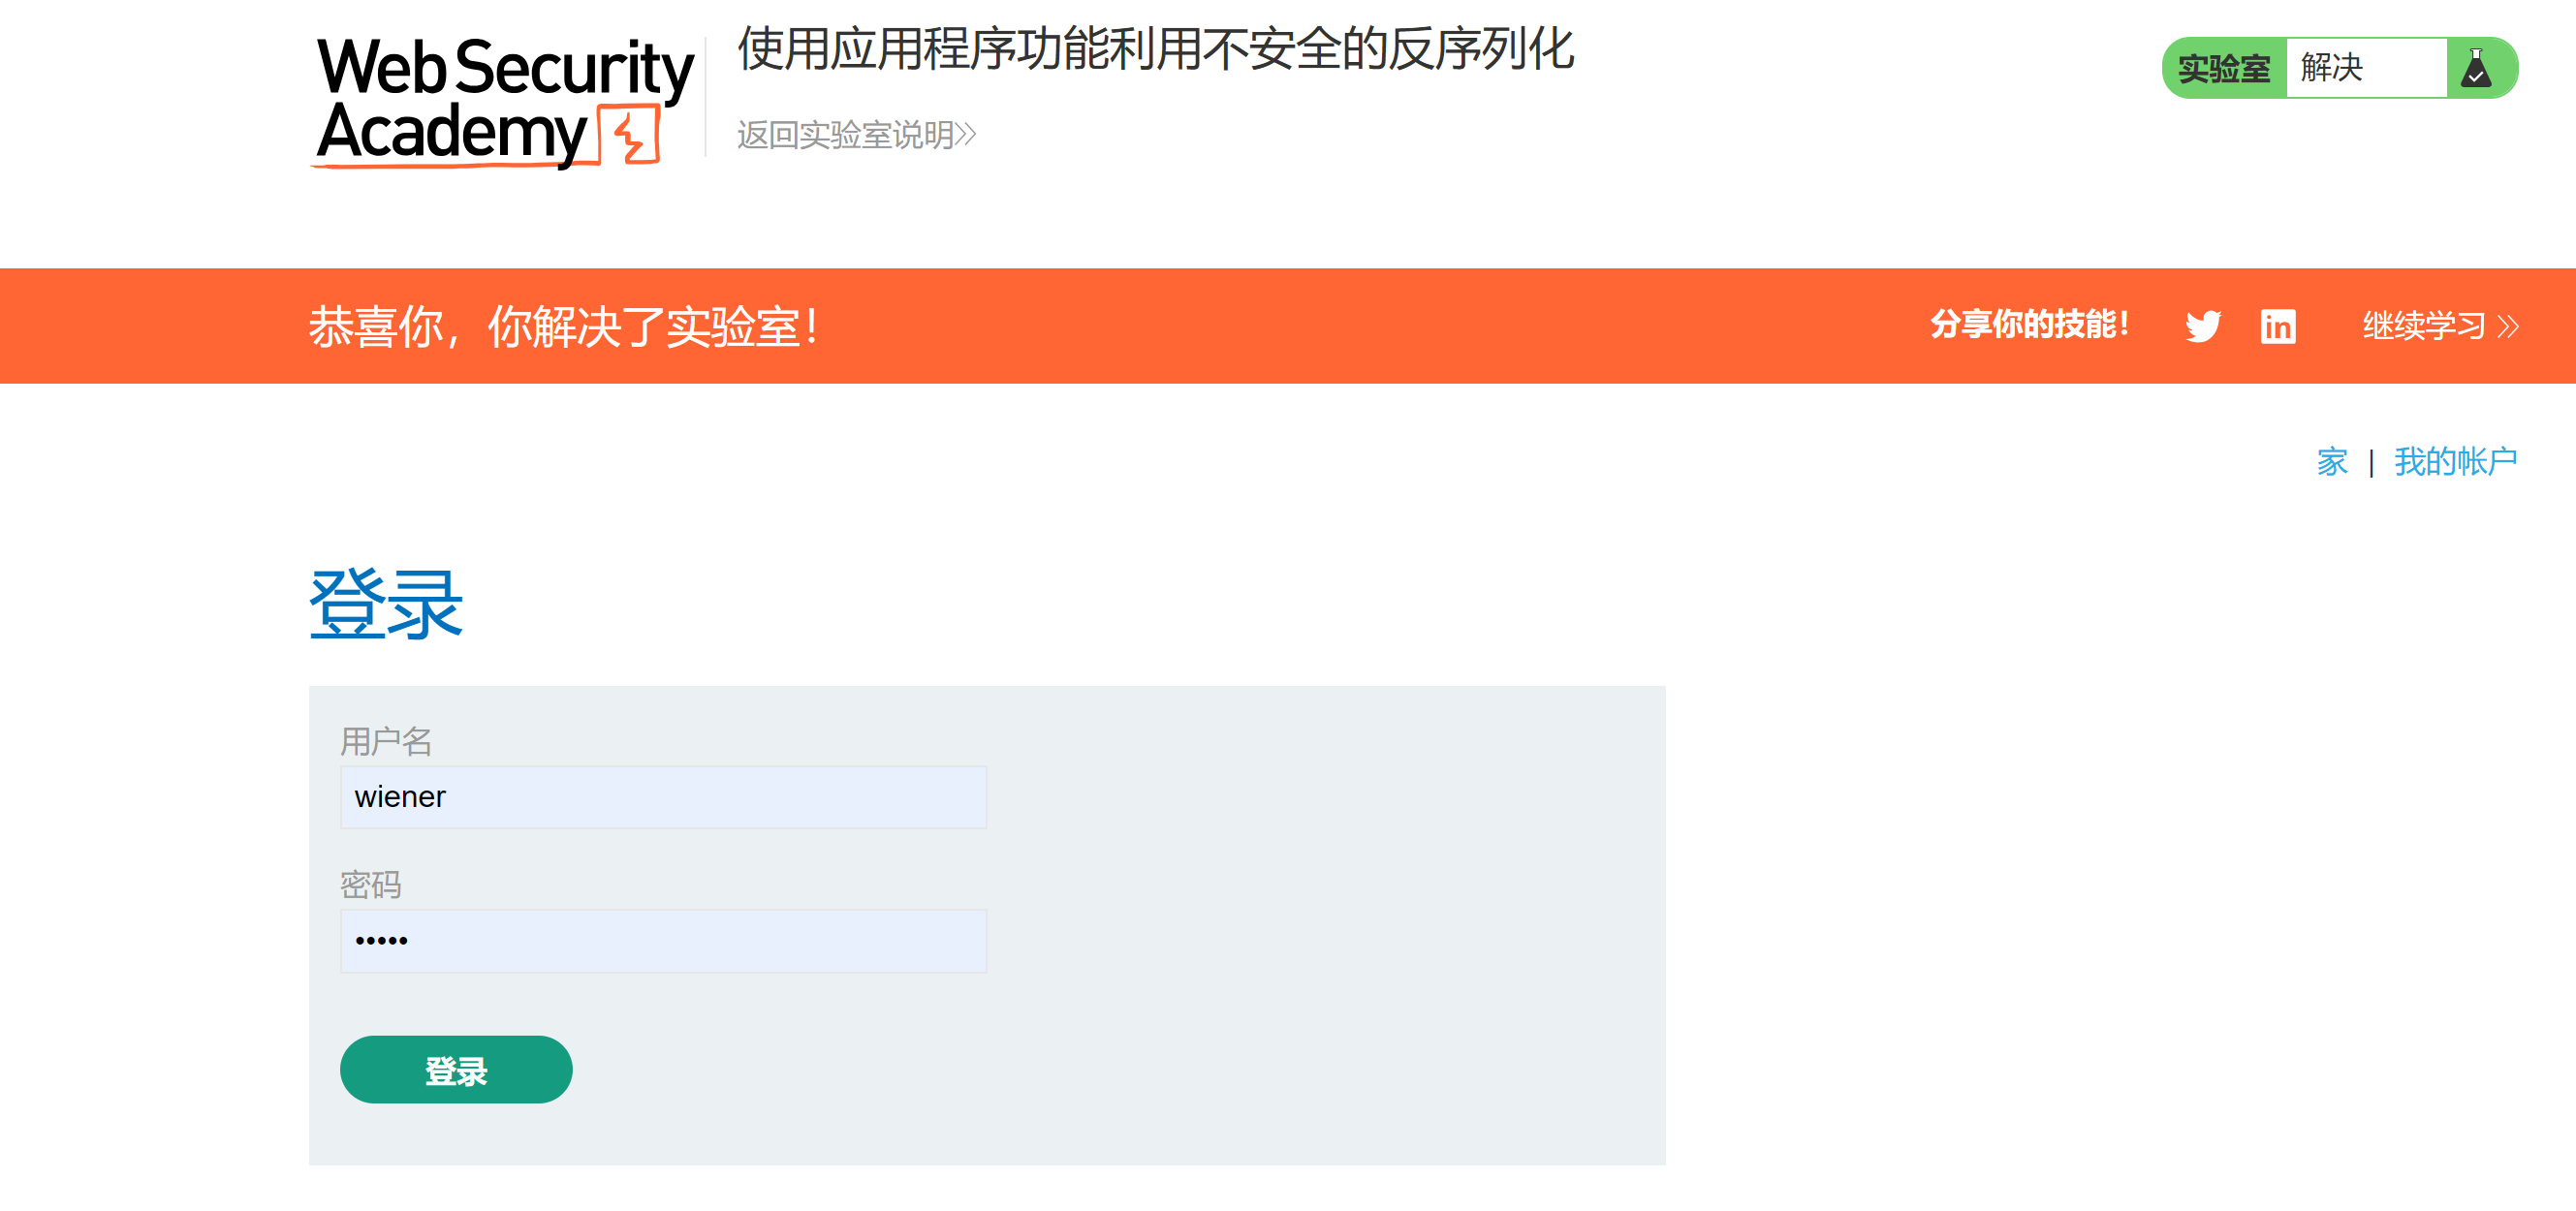 Web Security
Academy
使用应用程序功能利用不安全的反序列化
返回实验室说明
实验室 解决
恭喜你，你解决了实验室！
分享你的技能！ in 继续学习
家 | 我的帐户
登录
用户名
wiener
密码
•••••
登录